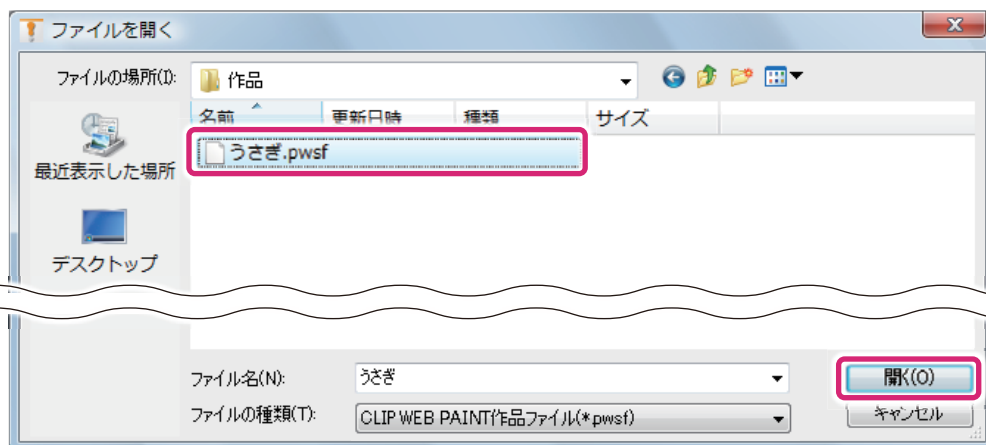 ファイルを開く
ファイルの場所(I):
作品
名前
更新日時
種類
サイズ
うさぎ.pwsf
最近表示した場所
デスクトップ
ファイル名(N):
うさぎ
開く(O)
ファイルの種類(T):
CLIP WEB PAINT作品ファイル(*.pwsf)
キャンセル